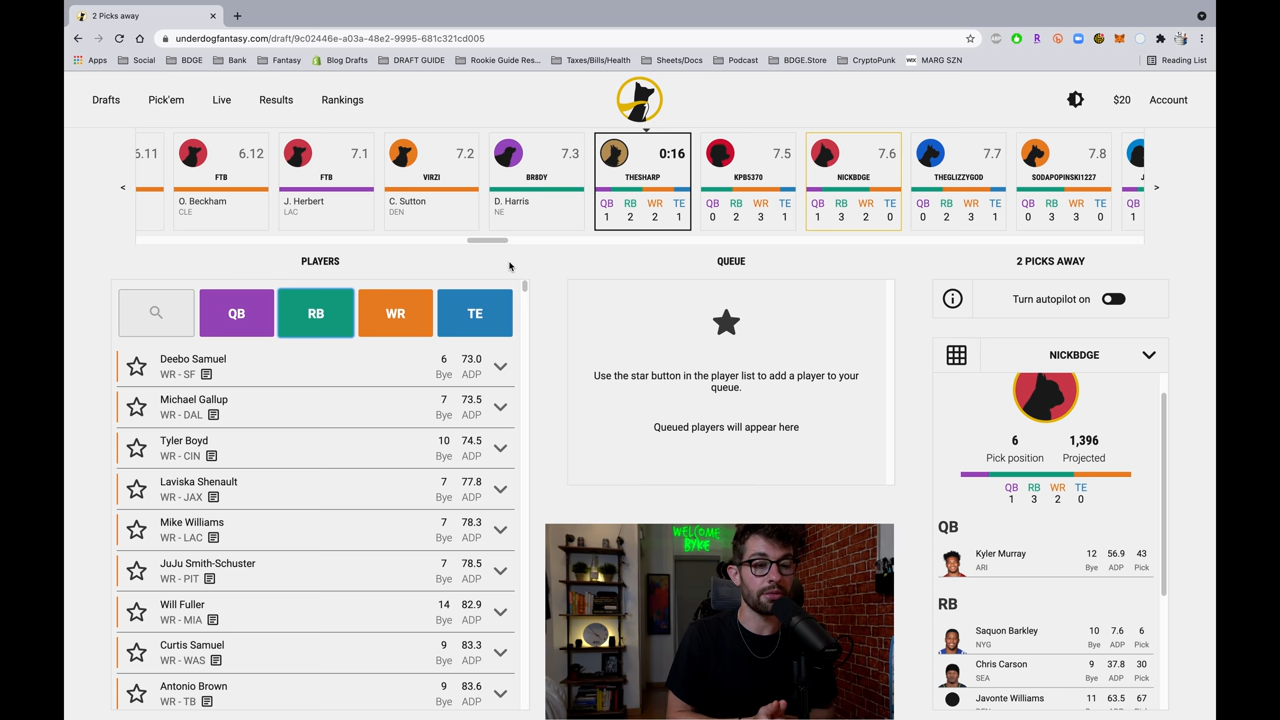 2 Picks away
underdogfantasy.com/draft/9c02446e-a03a-48e2-9995-681c321cd005
Apps Social BDGE Bank Fantasy Blog Drafts DRAFT GUIDE Rookie Guide Res... Taxes/Bills/Health Sheets/Docs Podcast BDGE.Store CryptoPunk WIX MARG SZN Reading List
Drafts Pick'em Live Results Rankings $20 Account
6.11 6.12 7.1 7.2 7.3 0:16 7.5 7.6 7.7 7.8
FTB FTB VIRZI BR8DY THESHARP KPB5370 NICKBDGE THEGLIZZYGOD SODAPOPINSKI1227
O. Beckham J. Herbert C. Sutton D. Harris QB RB WR TE QB RB WR TE QB RB WR TE QB RB WR TE QB RB WR TE QB
CLE LAC DEN NE 1 2 2 1 0 2 3 1 1 3 2 0 0 2 3 1 0 3 3 0 1
< >
PLAYERS QUEUE 2 PICKS AWAY
QB RB WR TE
Turn autopilot on
NICKBDGE
Deebo Samuel 6 73.0
WR - SF Bye ADP
Michael Gallup 7 73.5
WR - DAL Bye ADP
Tyler Boyd 10 74.5
WR - CIN Bye ADP
Laviska Shenault 7 77.8
WR - JAX Bye ADP
Mike Williams 7 78.3
WR - LAC Bye ADP
JuJu Smith-Schuster 7 78.5
WR - PIT Bye ADP
Will Fuller 14 82.9
WR - MIA Bye ADP
Curtis Samuel 9 83.3
WR - WAS Bye ADP
Antonio Brown 9 83.6
WR - TB Bye ADP
Use the star button in the player list to add a player to your
queue.
Queued players will appear here
WELCOME
BYKE
6 1,396
Pick position Projected
QB RB WR TE
1 3 2 0
QB
Kyler Murray 12 56.9 43
ARI Bye ADP Pick
RB
Saquon Barkley 10 7.6 6
NYG Bye ADP Pick
Chris Carson 9 37.8 30
SEA Bye ADP Pick
Javonte Williams 11 63.5 67